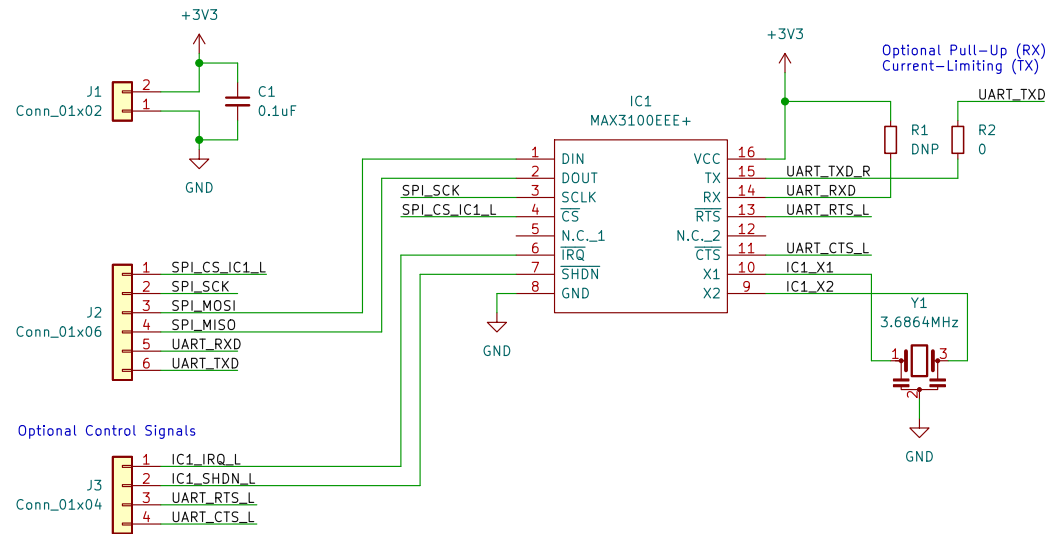 +3V3
J1
Conn_01x02
2
1
C1
0.1uF
GND
J2
Conn_01x06
1 SPI_CS_IC1_L
2 SPI_SCK
3 SPI_MOSI
4 SPI_MISO
5 UART_RXD
6 UART_TXD
Optional Control Signals
J3
Conn_01x04
1 IC1_IRQ_L
2 IC1_SHDN_L
3 UART_RTS_L
4 UART_CTS_L
IC1
MAX3100EEE+
1 DIN
2 DOUT
SPI_SCK 3 SCLK
SPI_CS_IC1_L 4 CS
5 N.C._1
6 IRQ
7 SHDN
8 GND
GND
+3V3
VCC 16
TX 15 UART_TXD_R
RX 14 UART_RXD
RTS 13 UART_RTS_L
N.C._2 12
CTS 11 UART_CTS_L
X1 10 IC1_X1
X2 9 IC1_X2
Optional Pull-Up (RX)
Current-Limiting (TX)
UART_TXD
R1
DNP
R2
0
Y1
3.6864MHz
1
3
2
GND